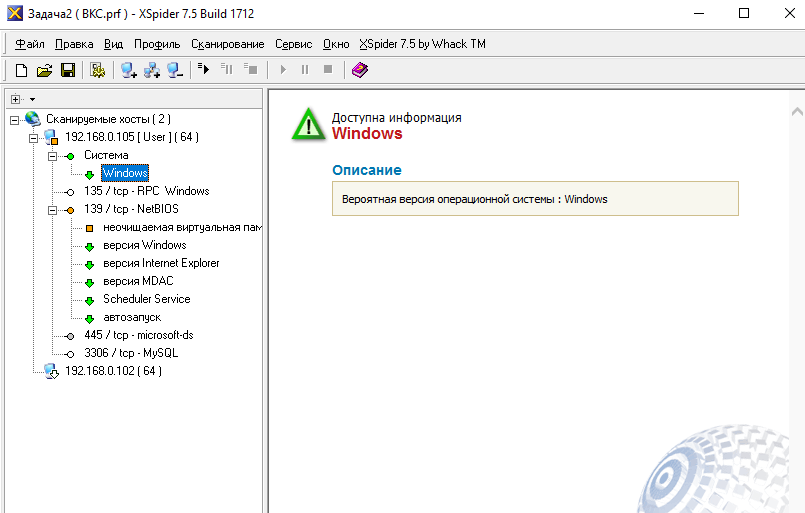 Задача2 ( ВКС.prf ) - XSpider 7.5 Build 1712
Файл Правка Вид Профиль Сканирование Сервис Окно XSpider 7.5 by Whack TM
Сканируемые хосты ( 2 )
192.168.0.105 [ User ] ( 64 )
Система
Windows
135 / tcp - RPC Windows
139 / tcp - NetBIOS
неочищаемая виртуальная пам
версия Windows
версия Internet Explorer
версия MDAC
Scheduler Service
автозапуск
445 / tcp - microsoft-ds
3306 / tcp - MySQL
192.168.0.102 ( 64 )
Доступна информация
Windows
Описание
Вероятная версия операционной системы : Windows